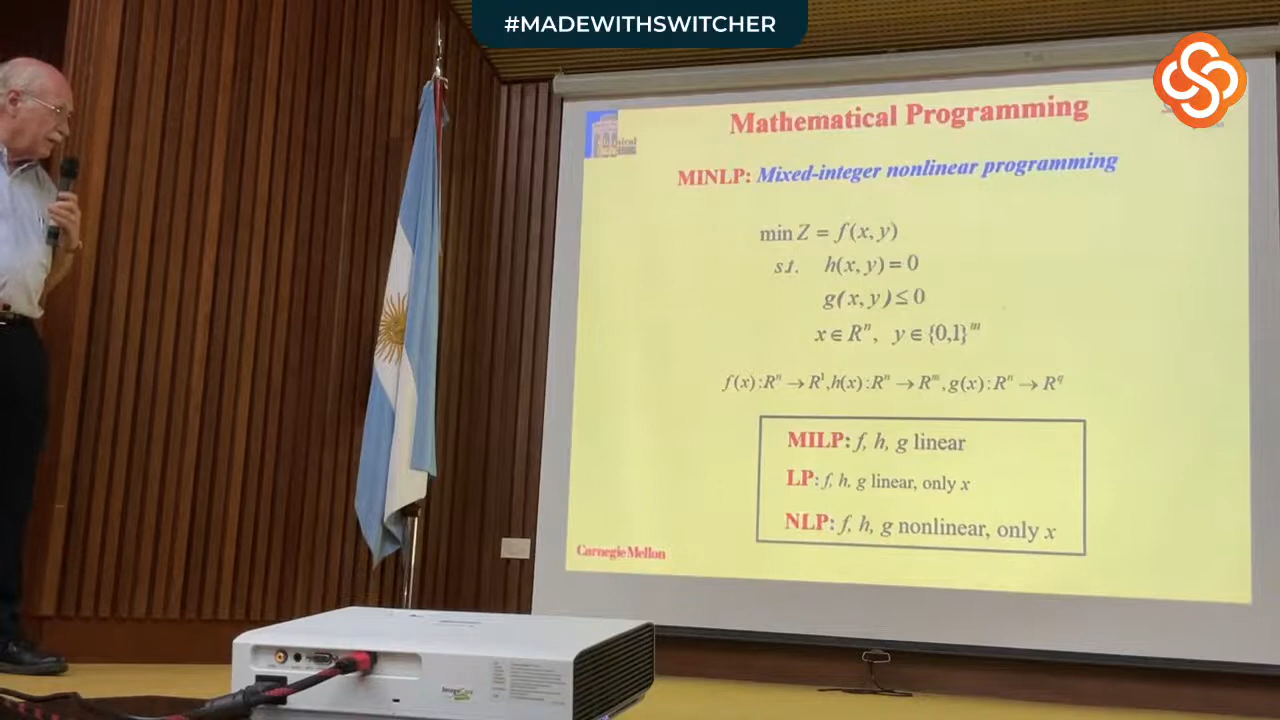 #MADEWITHSWITCHER
Mathematical Programming
MINLP: Mixed-integer nonlinear programming
min Z = f(x, y)
s.t. h(x, y) = 0
g(x, y) ≤ 0
x ∈ Rⁿ, y ∈ {0,1}ᵐ
f(x): Rⁿ → R¹, h(x): Rⁿ → Rᵐ, g(x): Rⁿ → R^q
MILP: f, h, g linear
LP: f, h, g linear, only x
NLP: f, h, g nonlinear, only x
Carnegie Mellon